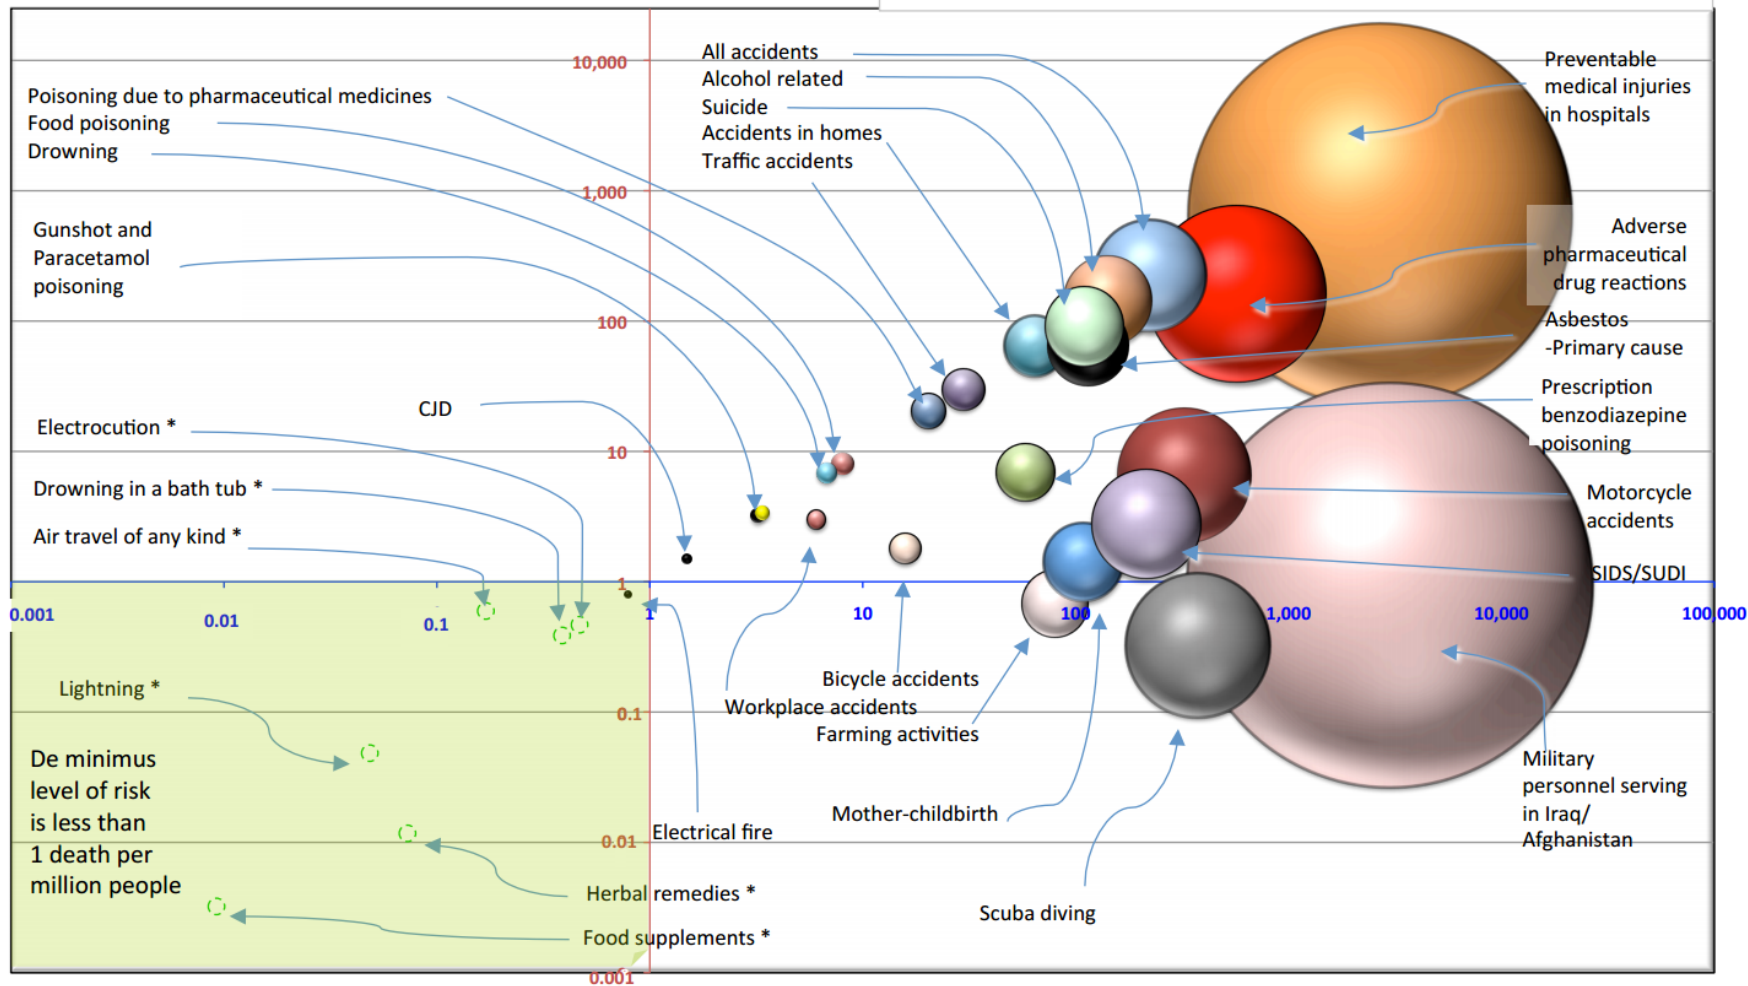 All accidents
Alcohol related
Suicide
Accidents in homes
Traffic accidents
Poisoning due to pharmaceutical medicines
Food poisoning
Drowning
Gunshot and
Paracetamol
poisoning
CJD
Electrocution *
Drowning in a bath tub *
Air travel of any kind *
Lightning *
De minimus
level of risk
is less than
1 death per
million people
10,000
1,000
100
10
1
0.1
0.01
0.001
0.001
0.01
0.1
1
10
100
1,000
10,000
100,000
Preventable
medical injuries
in hospitals
Adverse
pharmaceutical
drug reactions
Asbestos
-Primary cause
Prescription
benzodiazepine
poisoning
Motorcycle
accidents
SIDS/SUDI
Military
personnel serving
in Iraq/
Afghanistan
Bicycle accidents
Workplace accidents
Farming activities
Mother-childbirth
Electrical fire
Herbal remedies *
Scuba diving
Food supplements *